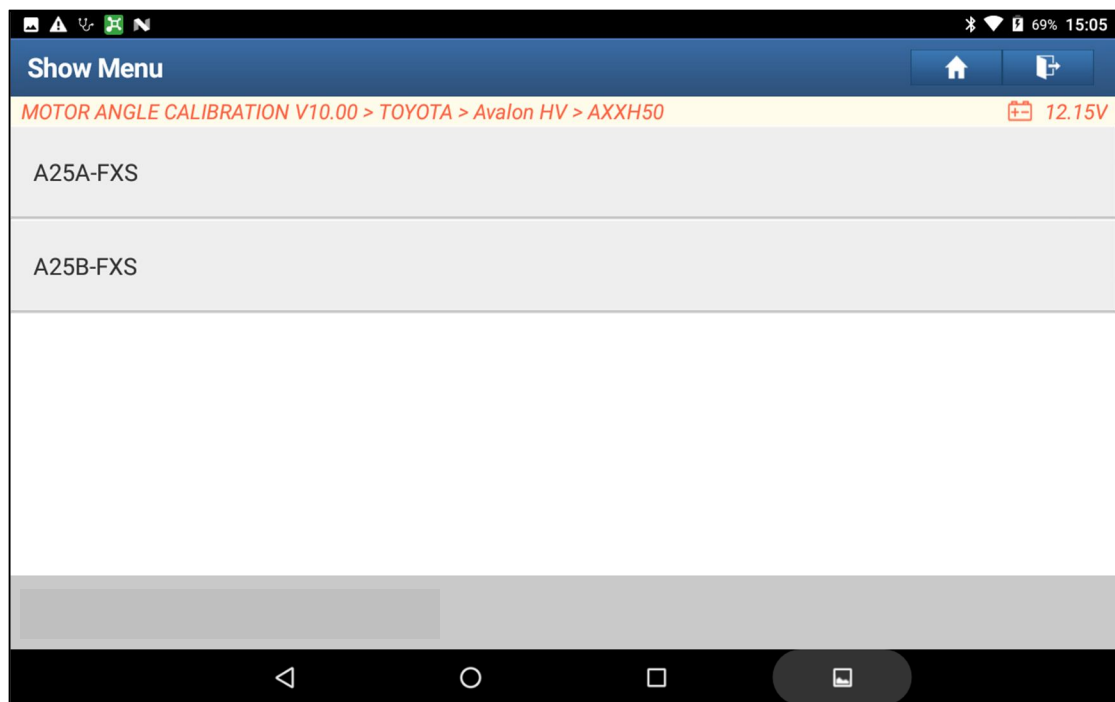 69% 15:05
Show Menu
MOTOR ANGLE CALIBRATION V10.00 > TOYOTA > Avalon HV > AXXH50 12.15V
A25A-FXS
A25B-FXS